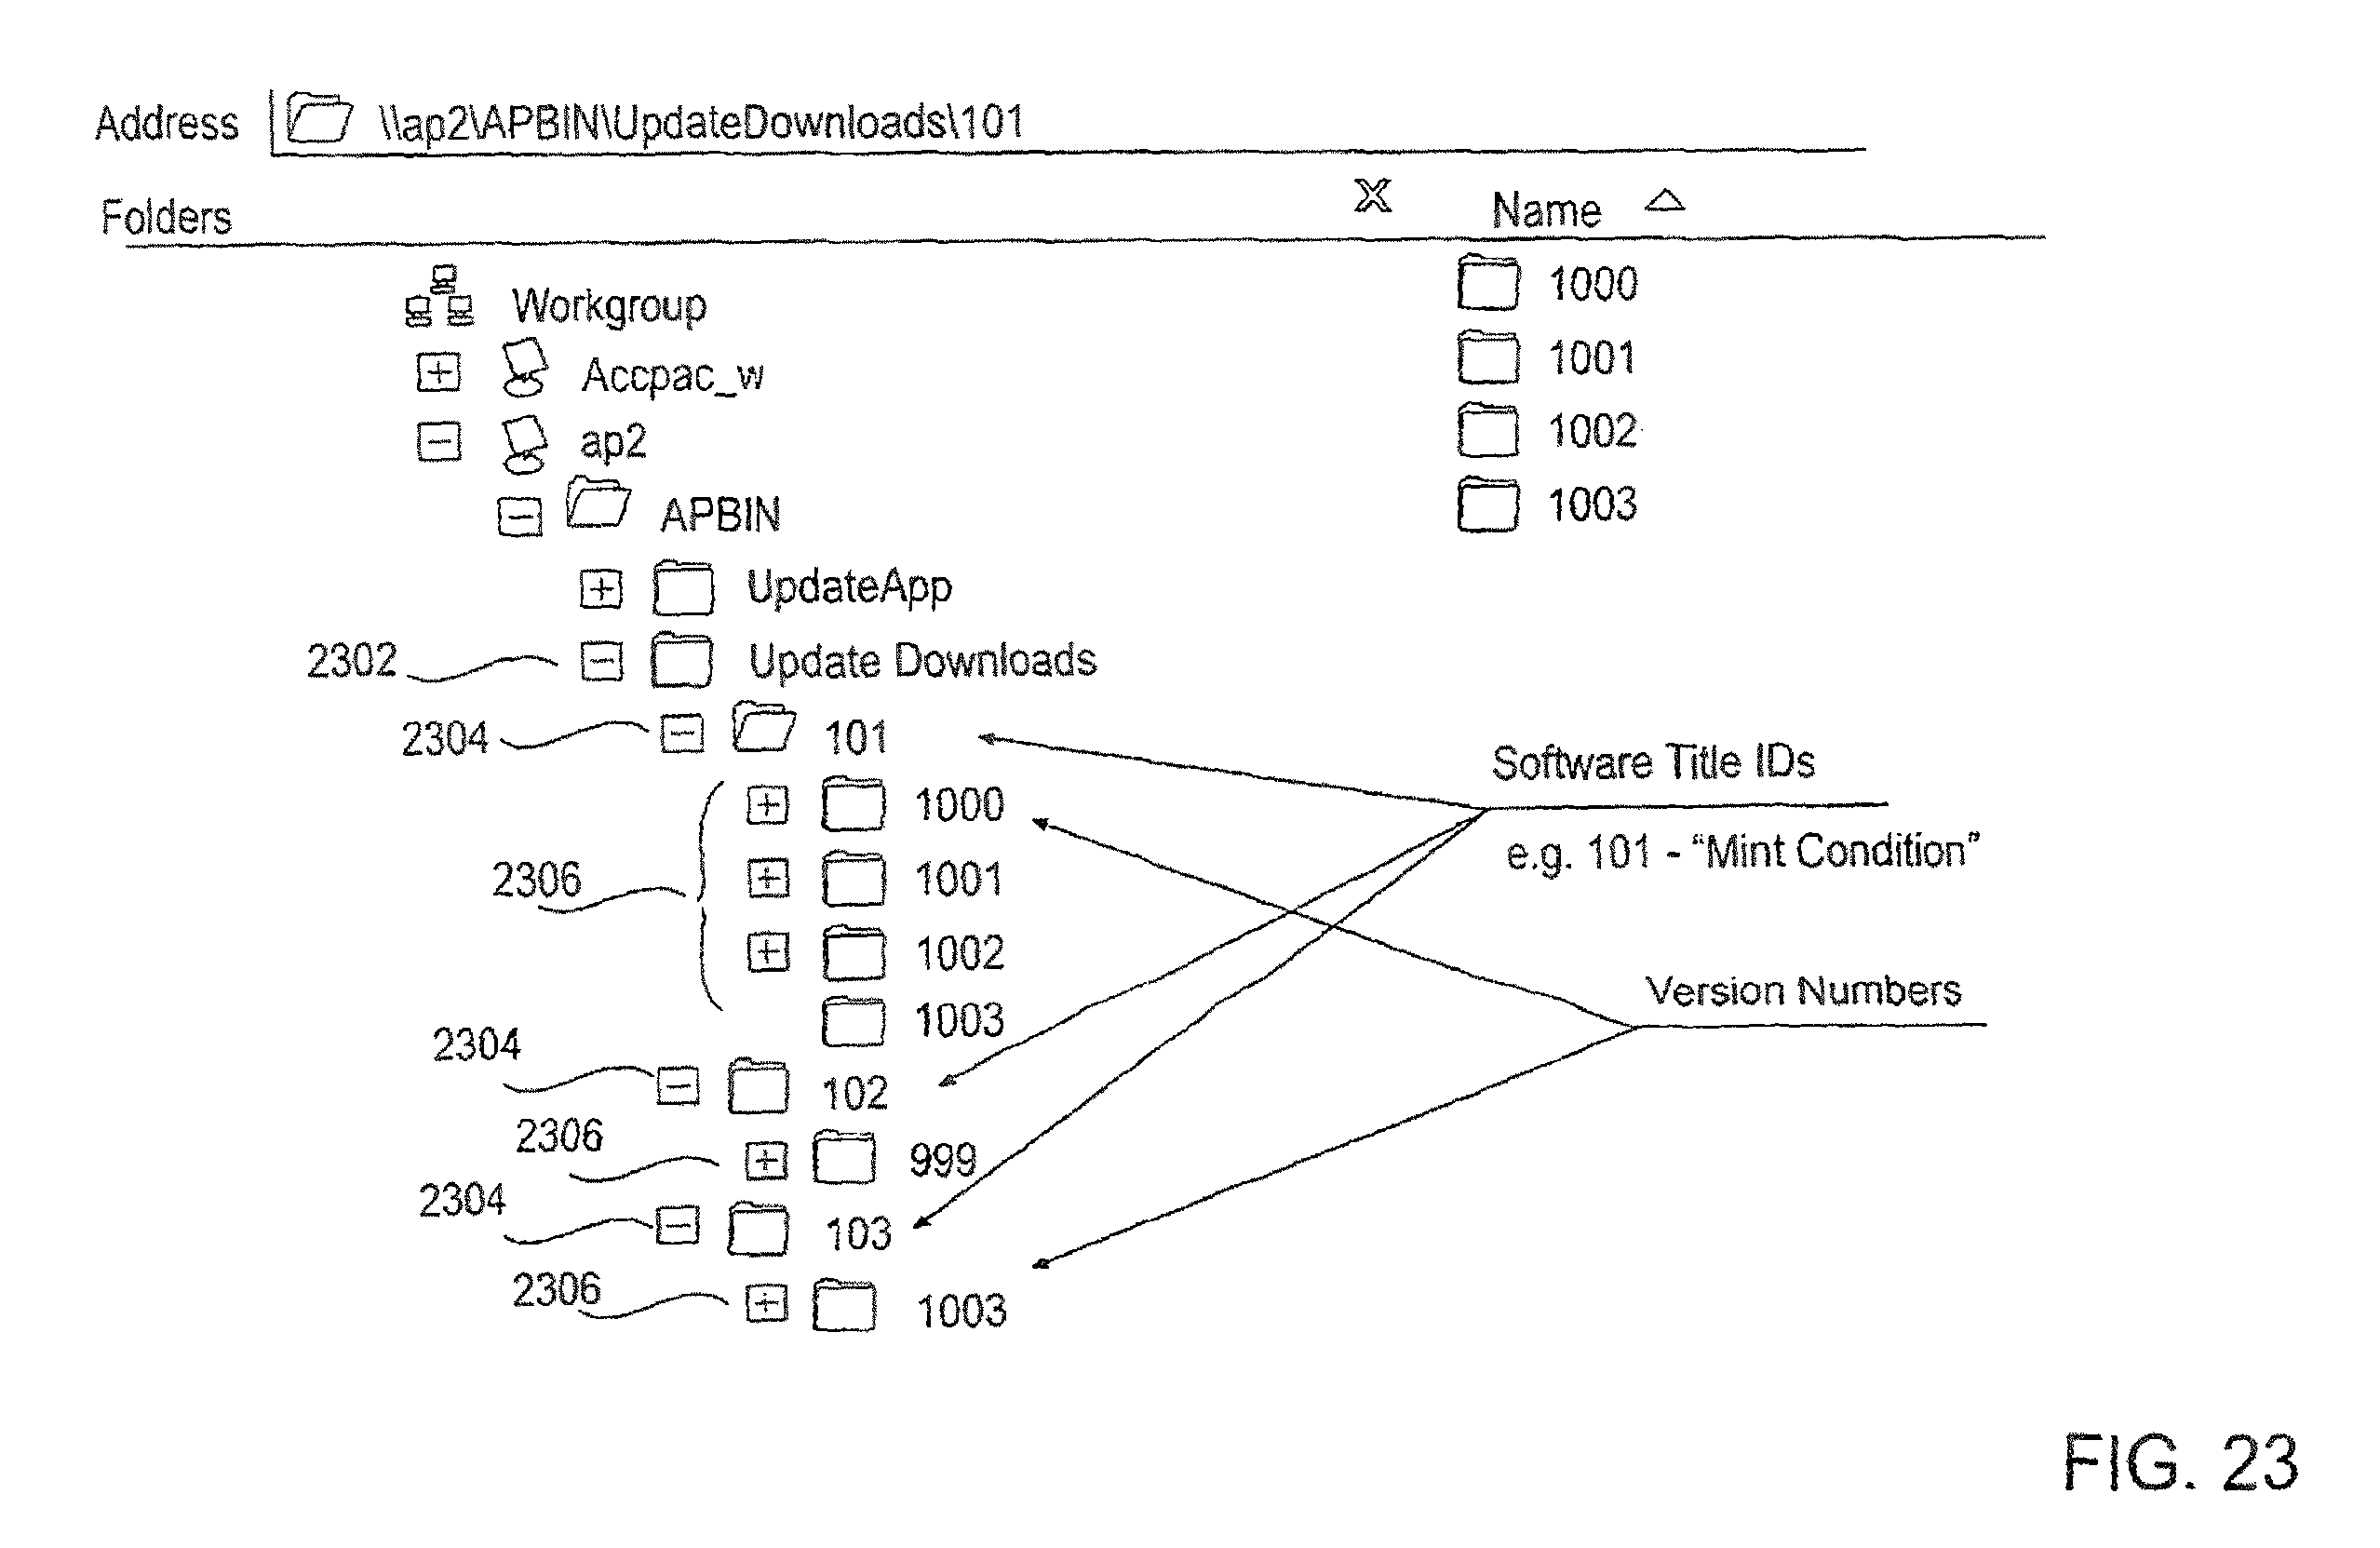 Address \\ap2\APBIN\UpdateDownloads\101
Folders X Name
Workgroup 1000
Accpac_w 1001
ap2 1002
APBIN 1003
UpdateApp
2302 Update Downloads
2304 101
Software Title IDs
1000
e.g. 101 - “Mint Condition”
2306 1001
1002
Version Numbers
1003
2304
102
2306
999
2304
103
2306
1003
FIG. 23